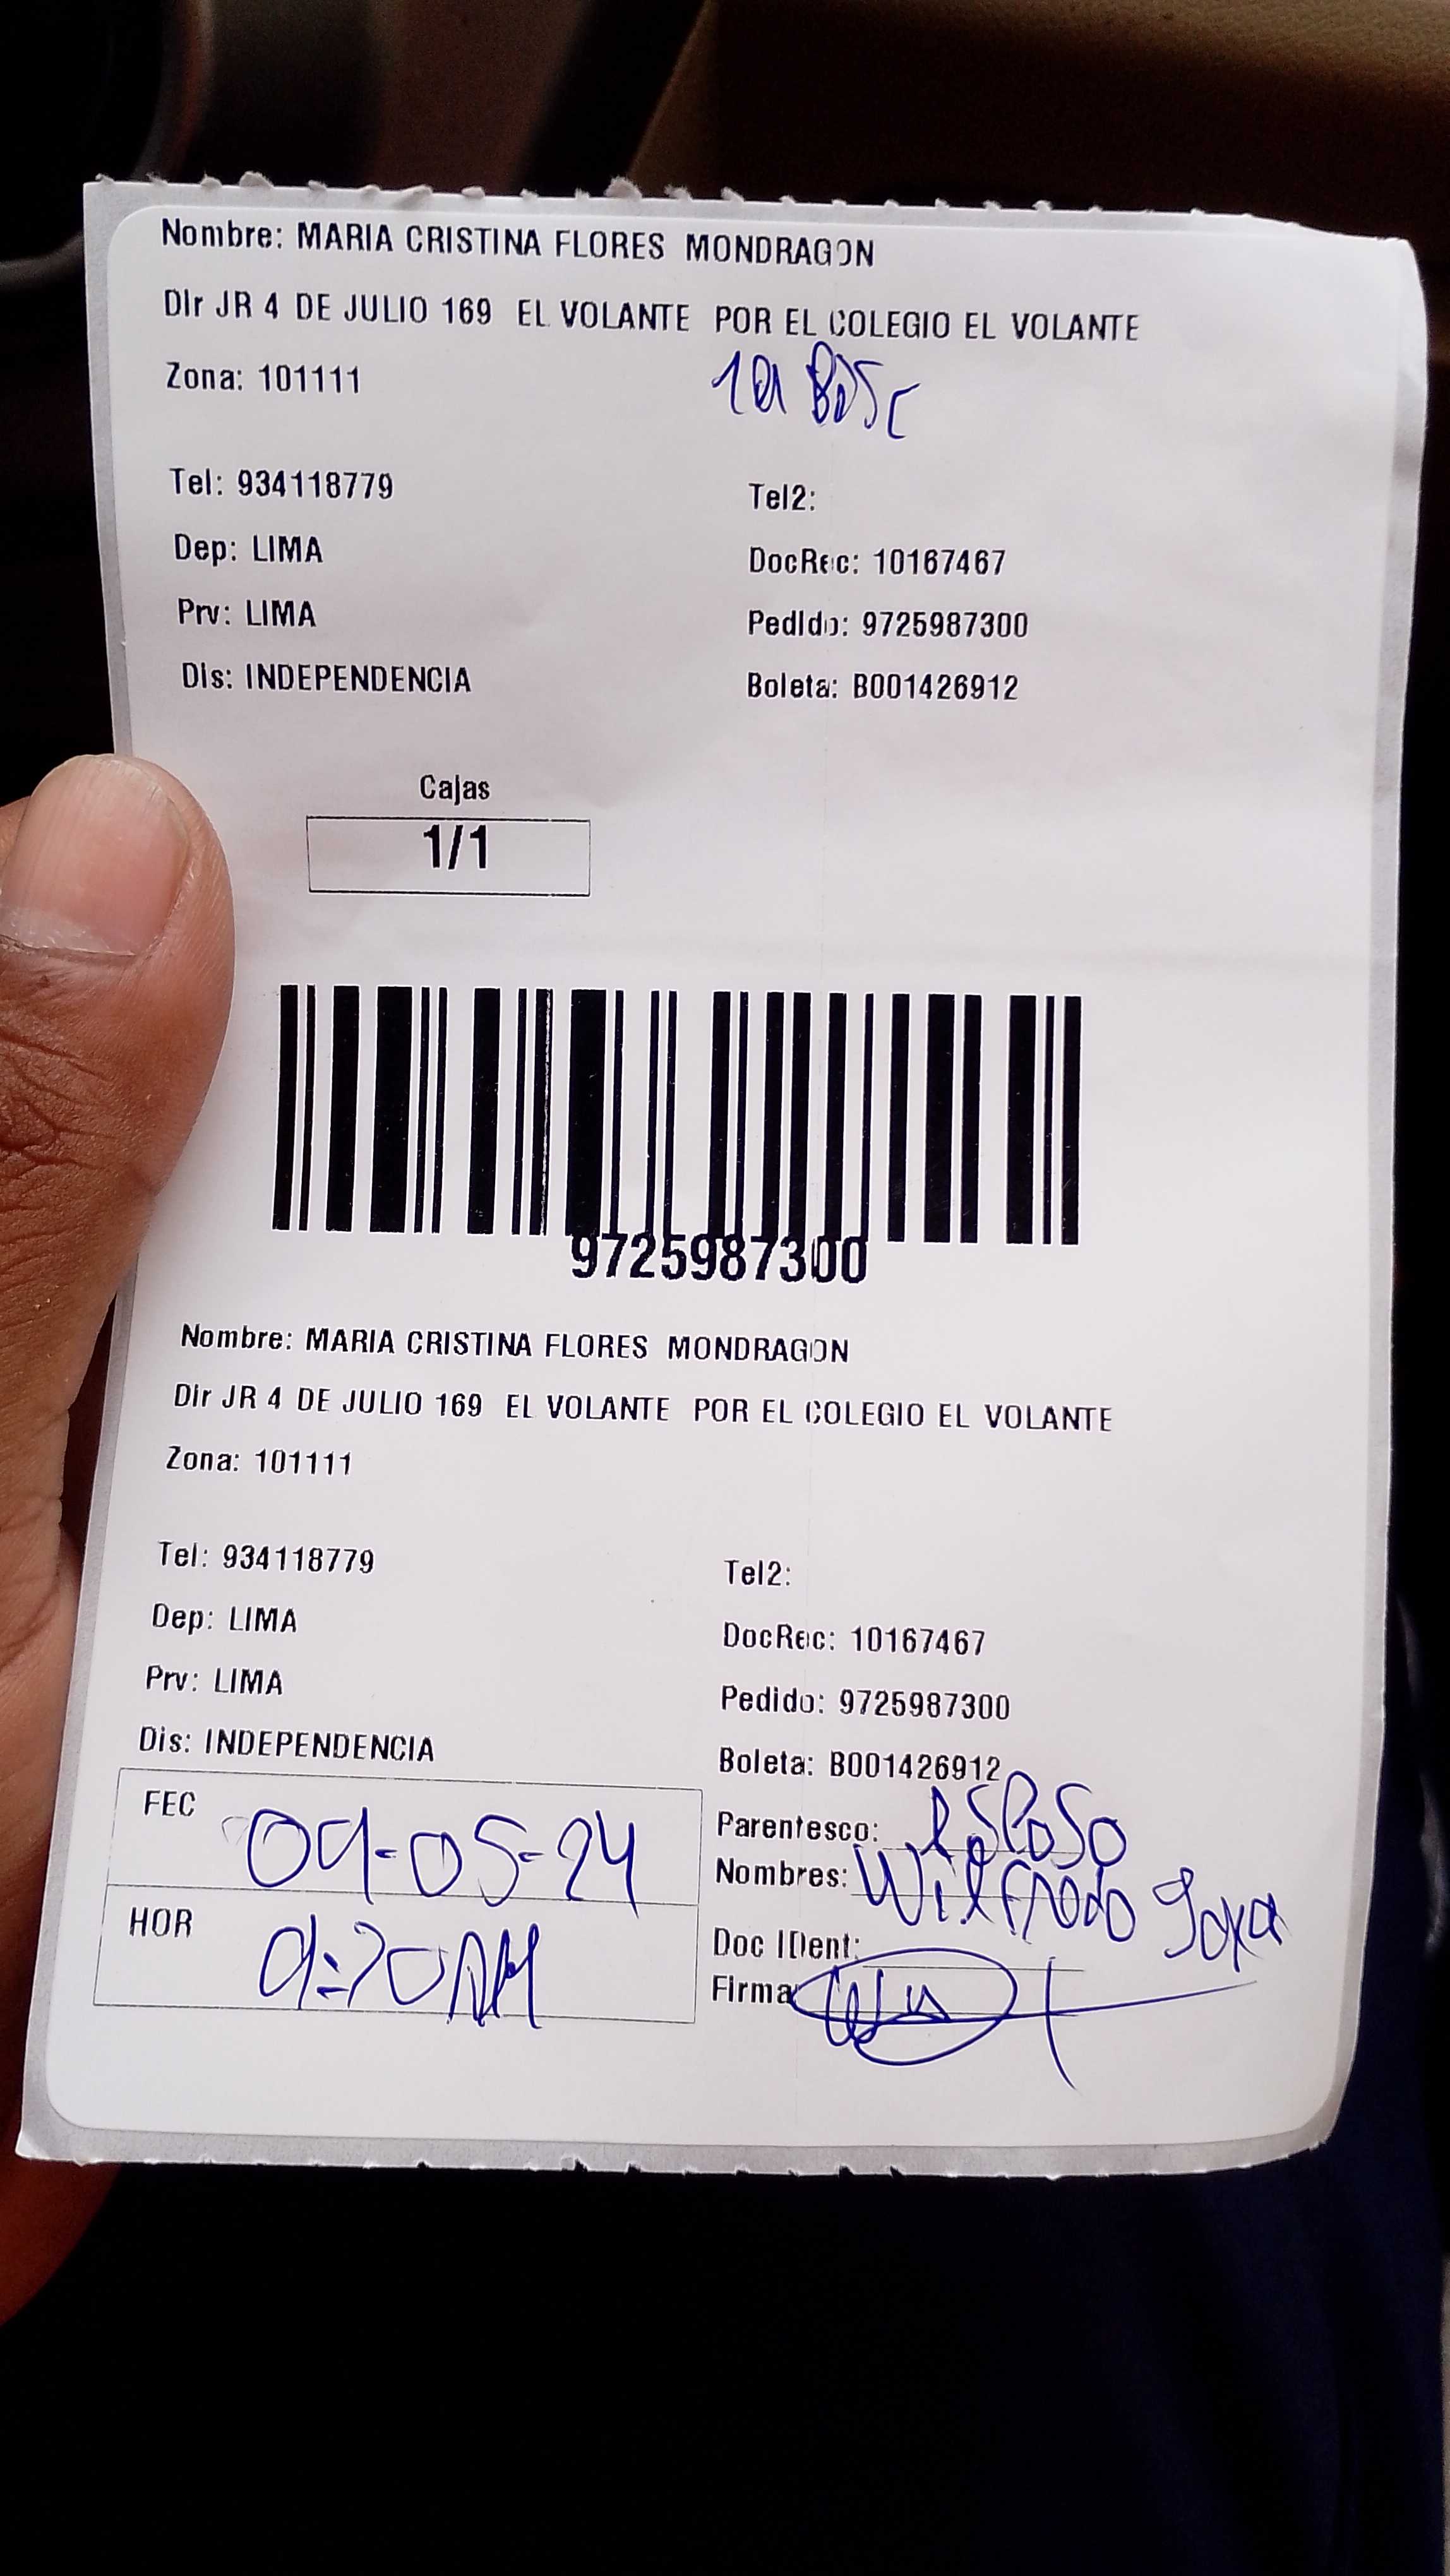 Nombre: MARIA CRISTINA FLORES MONDRAGON
Dir JR 4 DE JULIO 169 EL VOLANTE POR EL COLEGIO EL VOLANTE
Zona: 101111
Tel: 934118779 Tel2:
Dep: LIMA DocRec: 10167467
Prv: LIMA Pedido: 9725987300
Dis: INDEPENDENCIA Boleta: B001426912
Cajas
1/1
9725987300
Nombre: MARIA CRISTINA FLORES MONDRAGON
Dir JR 4 DE JULIO 169 EL VOLANTE POR EL COLEGIO EL VOLANTE
Zona: 101111
Tel: 934118779 Tel2:
Dep: LIMA DocRec: 10167467
Prv: LIMA Pedido: 9725987300
Dis: INDEPENDENCIA Boleta: B001426912
FEC 09-05-24 Parentesco: esposo
Nombres: Wilfredo
HOR Doc IDent:
Firma